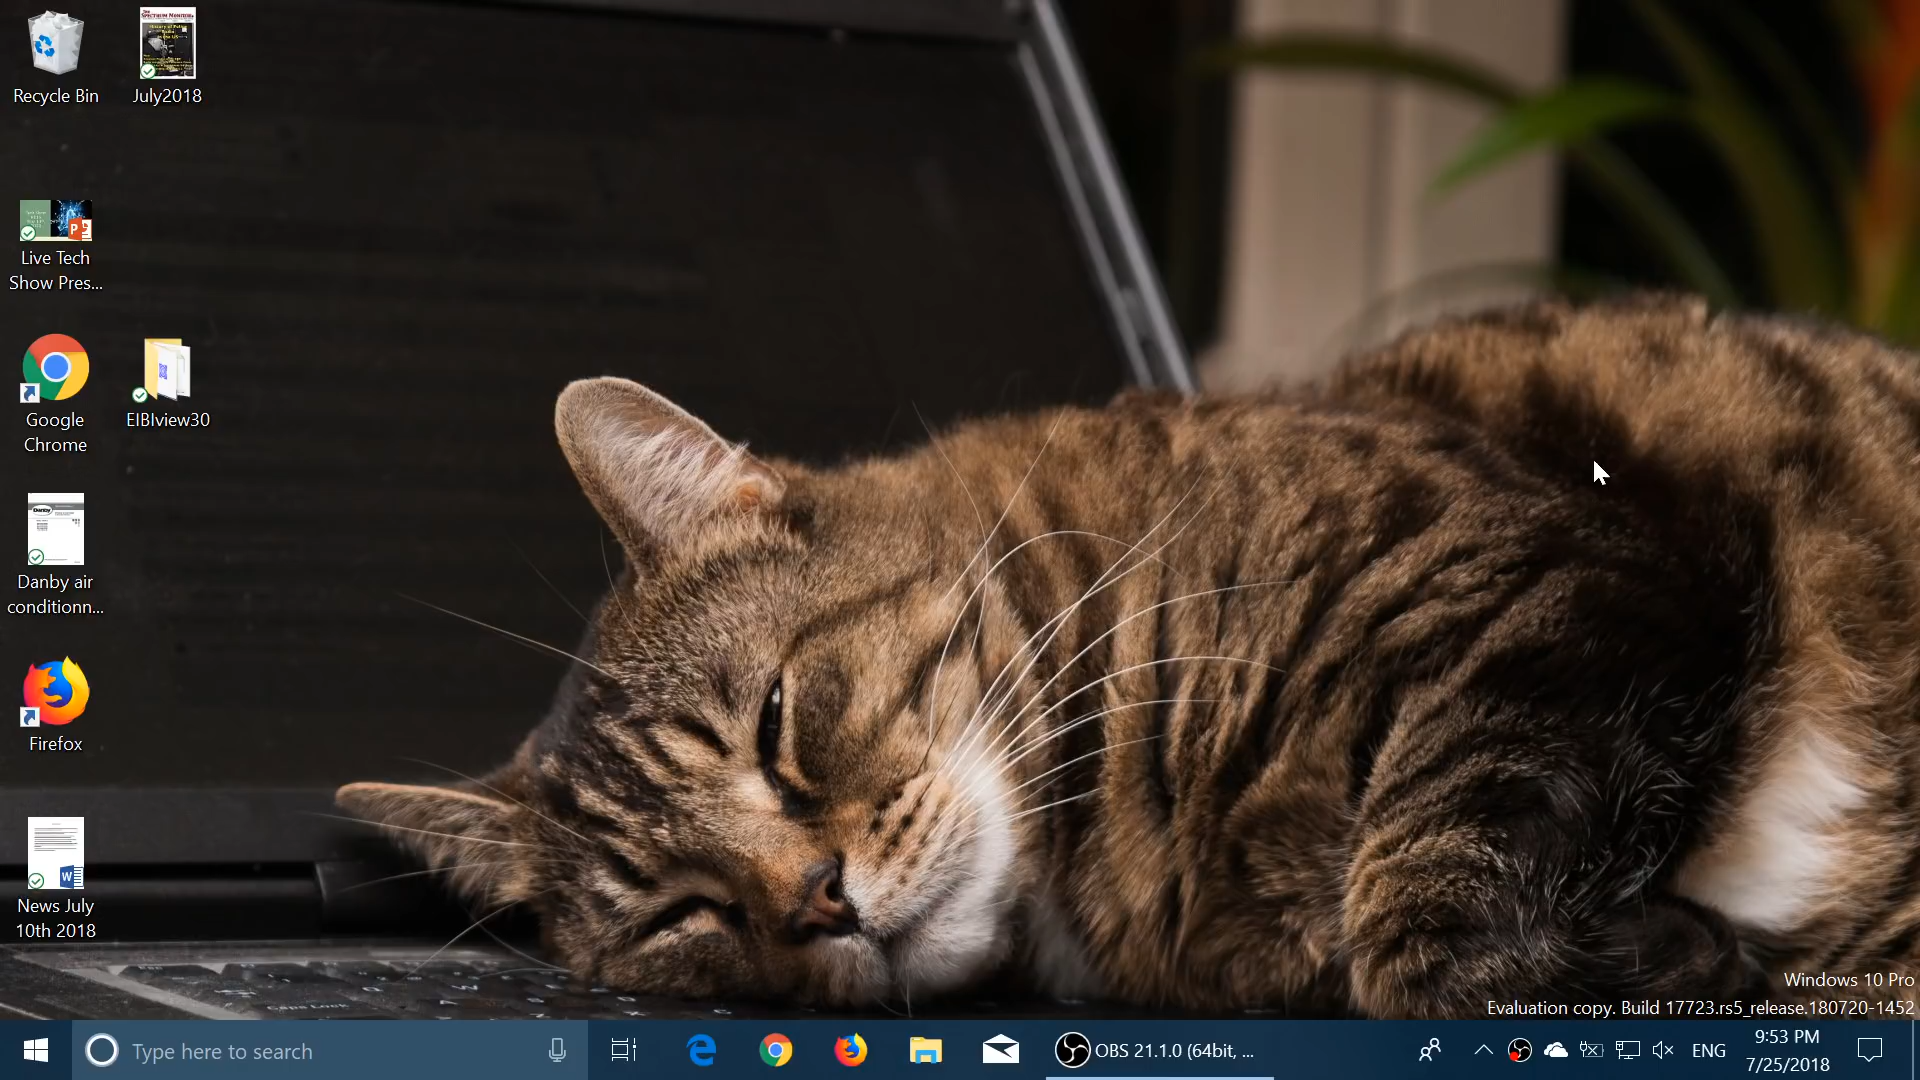 Recycle Bin
July2018
Live Tech
Show Pres...
Google
Chrome
EIBIview30
Danby air
conditionn...
Firefox
News July
10th 2018
Windows 10 Pro
Evaluation copy. Build 17723.rs5_release.180720-1452
Type here to search
OBS 21.1.0 (64bit, ...
ENG
9:53 PM
7/25/2018